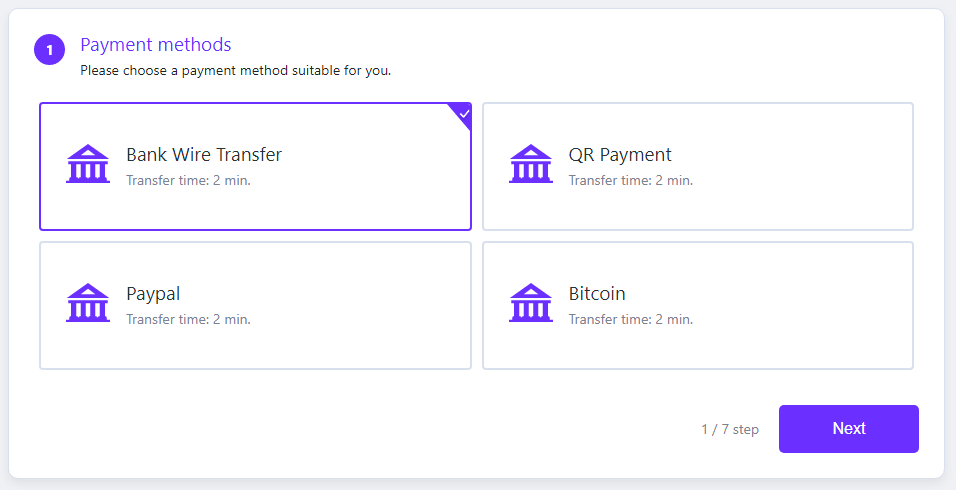 1
Payment methods
Please choose a payment method suitable for you.
Bank Wire Transfer
Transfer time: 2 min.
QR Payment
Transfer time: 2 min.
Paypal
Transfer time: 2 min.
Bitcoin
Transfer time: 2 min.
1 / 7 step
Next